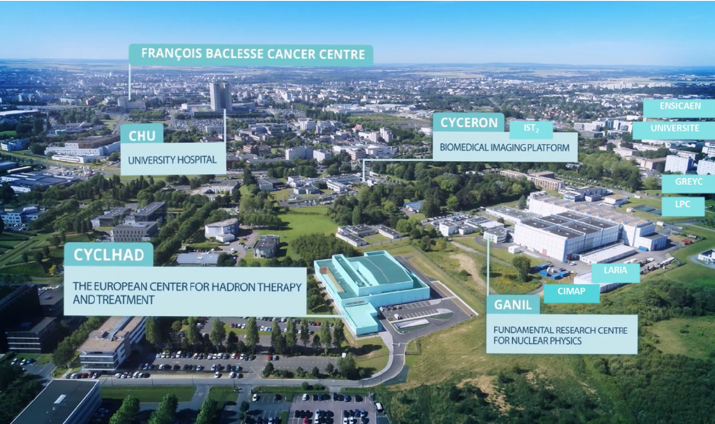 FRANÇOIS BACLESSE CANCER CENTRE
ENSICAEN
CHU
CYCERON
IST2
UNIVERSITE
UNIVERSITY HOSPITAL
BIOMEDICAL IMAGING PLATFORM
GREYC
LPC
CYCLHAD
THE EUROPEAN CENTER FOR HADRON THERAPY
AND TREATMENT
LARIA
CIMAP
GANIL
FUNDAMENTAL RESEARCH CENTRE
FOR NUCLEAR PHYSICS